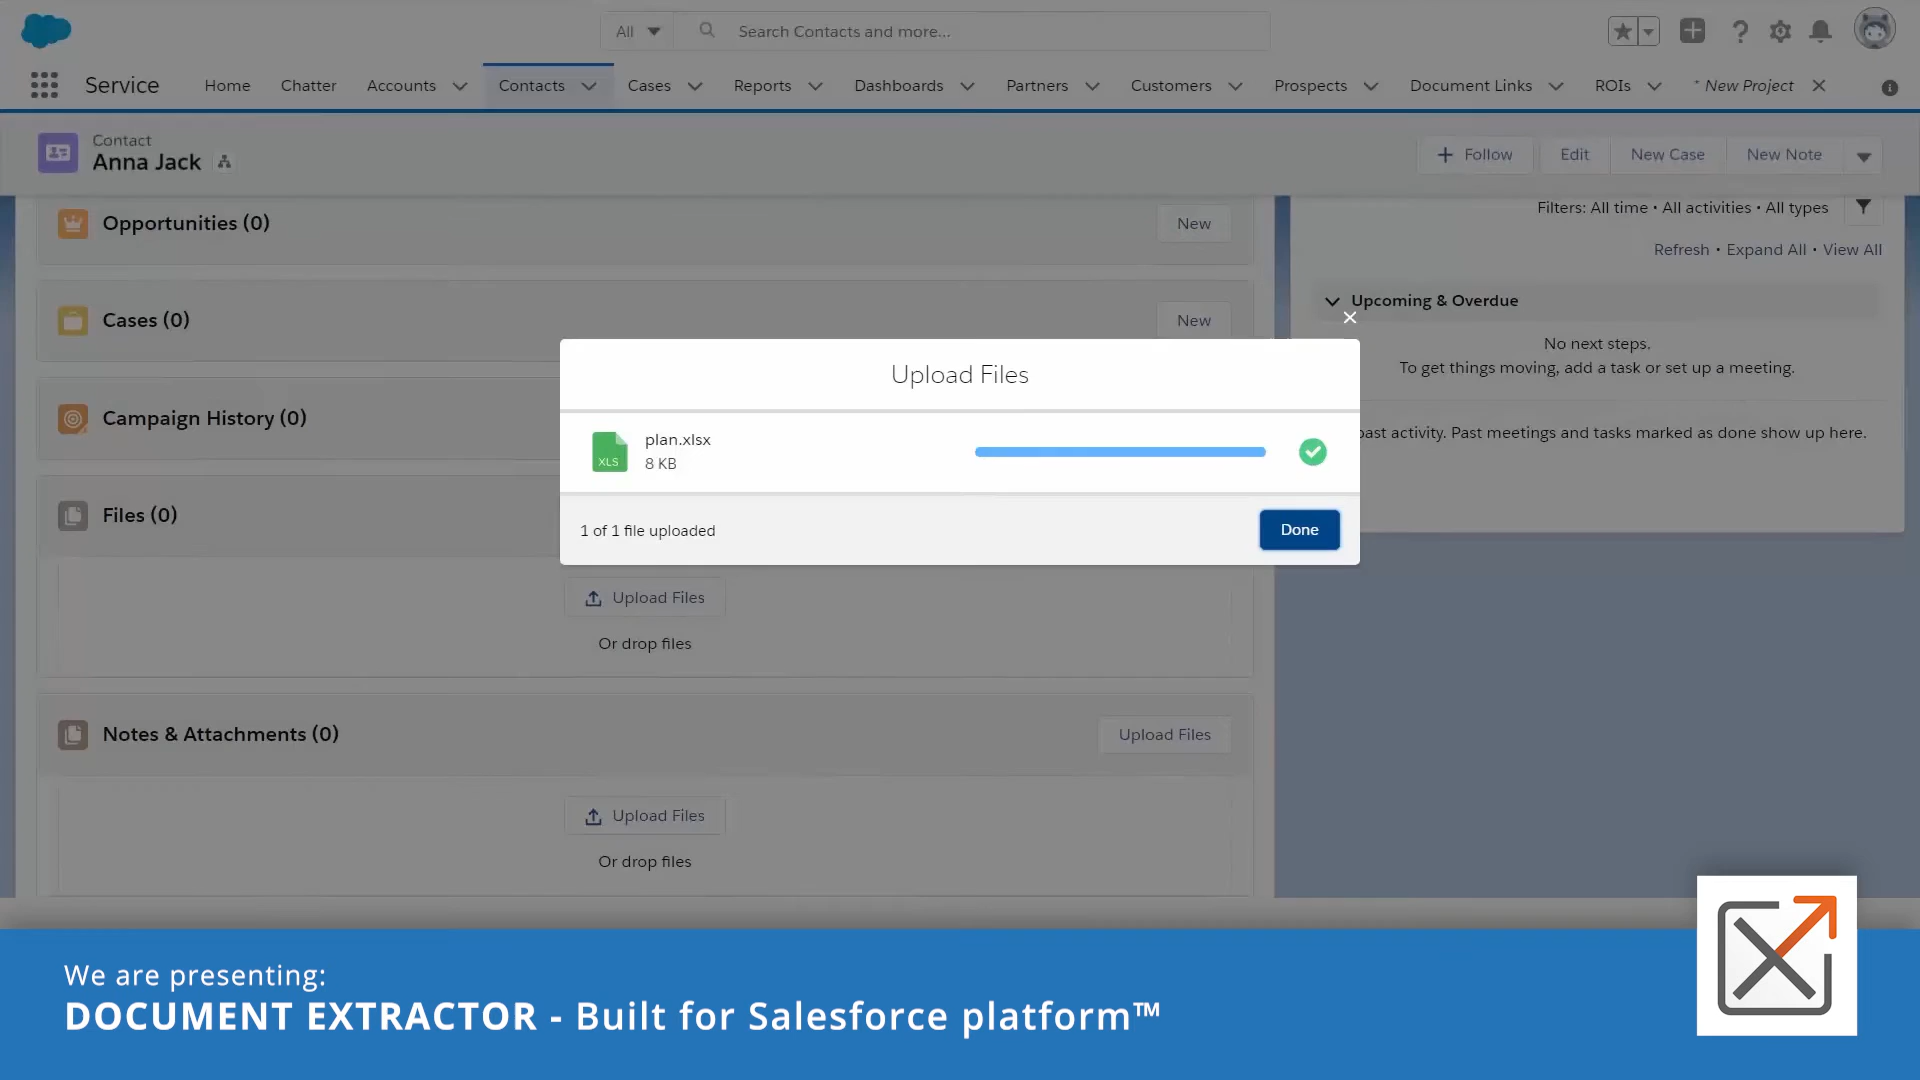 All
Search Contacts and more...
Service
Home
Chatter
Accounts
Contacts
Cases
Reports
Dashboards
Partners
Customers
Prospects
Document Links
ROIs
* New Project
Contact
Anna Jack
Follow
Edit
New Case
New Note
Opportunities (0)
New
Cases (0)
New
Campaign History (0)
Files (0)
Upload Files
Or drop files
Notes & Attachments (0)
Upload Files
Upload Files
Or drop files
Filters: All time • All activities • All types
Refresh • Expand All • View All
Upcoming & Overdue
No next steps.
To get things moving, add a task or set up a meeting.
past activity. Past meetings and tasks marked as done show up here.
Upload Files
XLS
plan.xlsx
8 KB
1 of 1 file uploaded
Done
We are presenting:
DOCUMENT EXTRACTOR - Built for Salesforce platform™